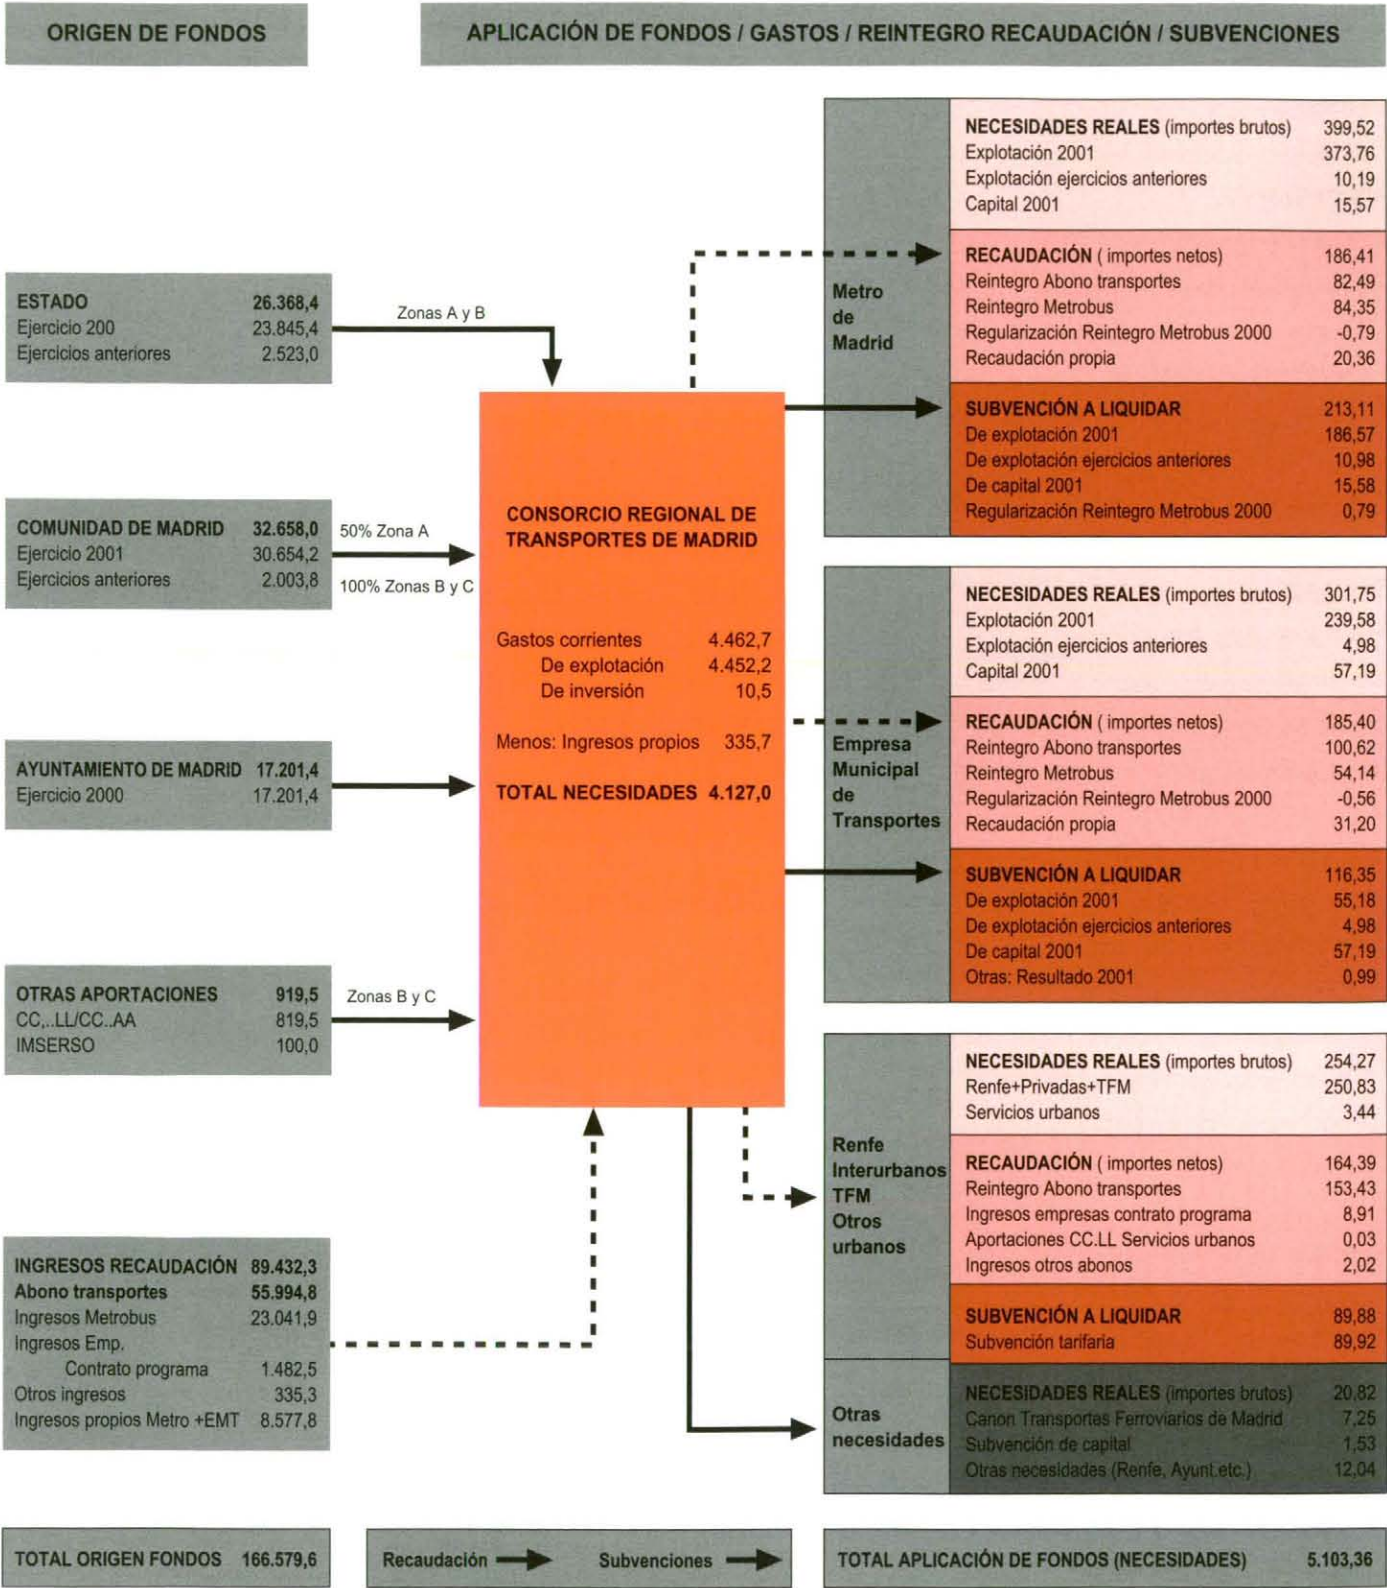 ORIGEN DE FONDOS
APLICACIÓN DE FONDOS / GASTOS / REINTEGRO RECAUDACIÓN / SUBVENCIONES
ESTADO 26.368,4
Ejercicio 200 23.845,4
Ejercicios anteriores 2.523,0
Zonas A y B
COMUNIDAD DE MADRID 32.658,0
Ejercicio 2001 30.654,2
Ejercicios anteriores 2.003,8
50% Zona A
100% Zonas B y C
AYUNTAMIENTO DE MADRID 17.201,4
Ejercicio 2000 17.201,4
OTRAS APORTACIONES 919,5
CC,..LL/CC..AA 819,5
IMSERSO 100,0
Zonas B y C
INGRESOS RECAUDACIÓN 89.432,3
Abono transportes 55.994,8
Ingresos Metrobus 23.041,9
Ingresos Emp.
Contrato programa 1.482,5
Otros ingresos 335,3
Ingresos propios Metro +EMT 8.577,8
TOTAL ORIGEN FONDOS 166.579,6
CONSORCIO REGIONAL DE
TRANSPORTES DE MADRID
Gastos corrientes 4.462,7
De explotación 4.452,2
De inversión 10,5
Menos: Ingresos propios 335,7
TOTAL NECESIDADES 4.127,0
Recaudación
Subvenciones
Metro
de
Madrid
NECESIDADES REALES (importes brutos) 399,52
Explotación 2001 373,76
Explotación ejercicios anteriores 10,19
Capital 2001 15,57
RECAUDACIÓN ( importes netos) 186,41
Reintegro Abono transportes 82,49
Reintegro Metrobus 84,35
Regularización Reintegro Metrobus 2000 -0,79
Recaudación propia 20,36
SUBVENCIÓN A LIQUIDAR 213,11
De explotación 2001 186,57
De explotación ejercicios anteriores 10,98
De capital 2001 15,58
Regularización Reintegro Metrobus 2000 0,79
Empresa
Municipal
de
Transportes
NECESIDADES REALES (importes brutos) 301,75
Explotación 2001 239,58
Explotación ejercicios anteriores 4,98
Capital 2001 57,19
RECAUDACIÓN ( importes netos) 185,40
Reintegro Abono transportes 100,62
Reintegro Metrobus 54,14
Regularización Reintegro Metrobus 2000 -0,56
Recaudación propia 31,20
SUBVENCIÓN A LIQUIDAR 116,35
De explotación 2001 55,18
De explotación ejercicios anteriores 4,98
De capital 2001 57,19
Otras: Resultado 2001 0,99
Renfe
Interurbanos
TFM
Otros
urbanos
NECESIDADES REALES (importes brutos) 254,27
Renfe+Privadas+TFM 250,83
Servicios urbanos 3,44
RECAUDACIÓN ( importes netos) 164,39
Reintegro Abono transportes 153,43
Ingresos empresas contrato programa 8,91
Aportaciones CC.LL Servicios urbanos 0,03
Ingresos otros abonos 2,02
SUBVENCIÓN A LIQUIDAR 89,88
Subvención tarifaria 89,92
Otras
necesidades
NECESIDADES REALES (importes brutos) 20,82
Canon Transportes Ferroviarios de Madrid 7,25
Subvención de capital 1,53
Otras necesidades (Renfe, Ayunt.etc.) 12,04
TOTAL APLICACIÓN DE FONDOS (NECESIDADES) 5.103,36